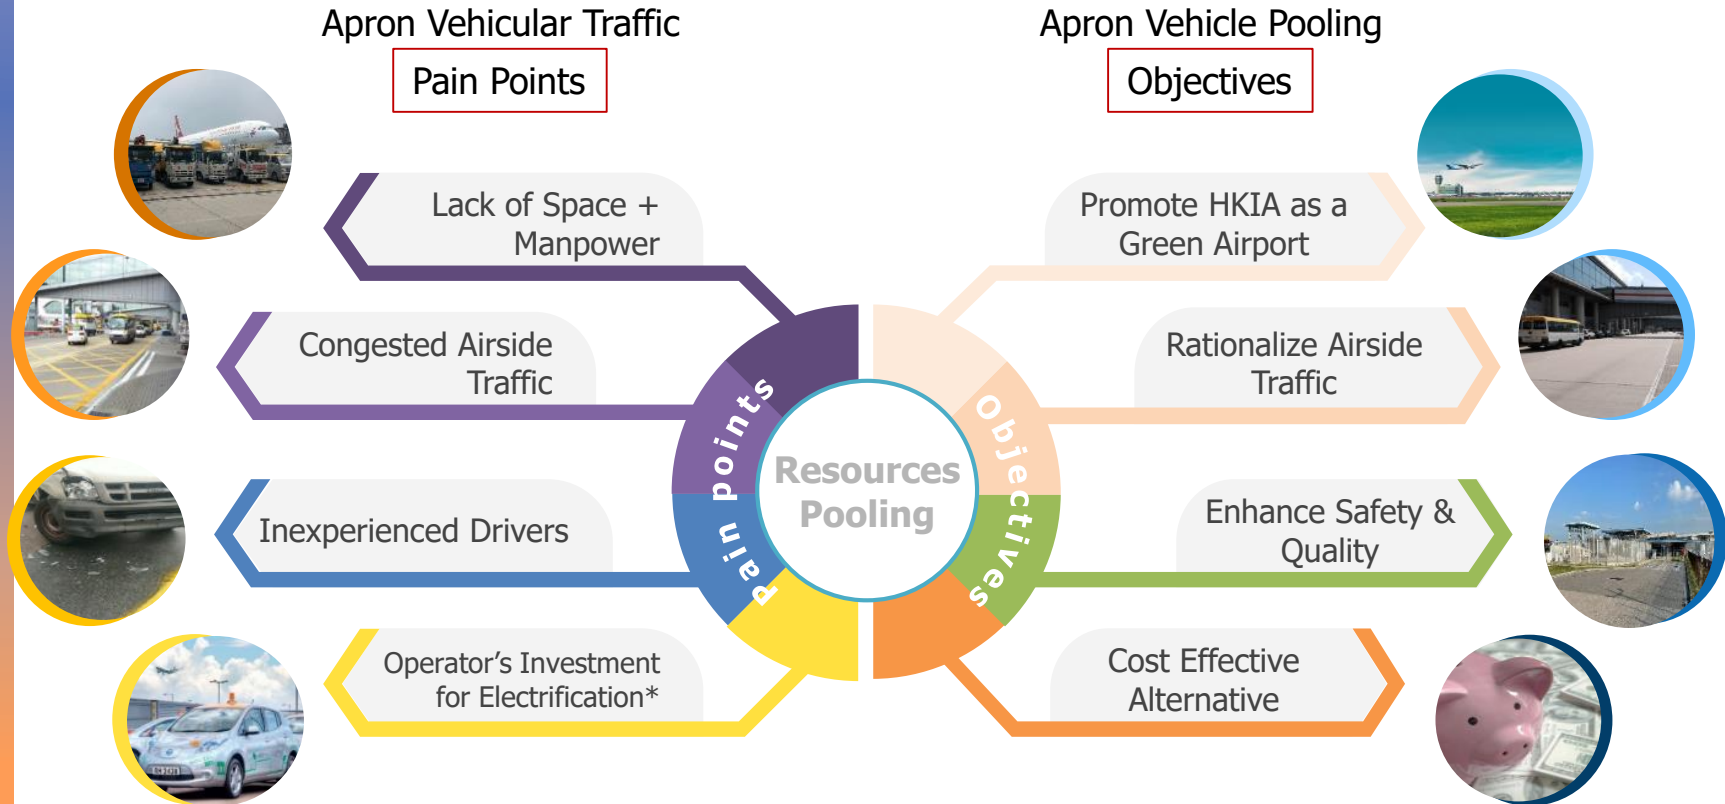 Apron Vehicular Traffic
Pain Points
Apron Vehicle Pooling
Objectives
Lack of Space +
Manpower
Congested Airside
Traffic
Inexperienced Drivers
Operator’s Investment
for Electrification*
Pain points
Resources
Pooling
Objectives
Promote HKIA as a
Green Airport
Rationalize Airside
Traffic
Enhance Safety &
Quality
Cost Effective
Alternative